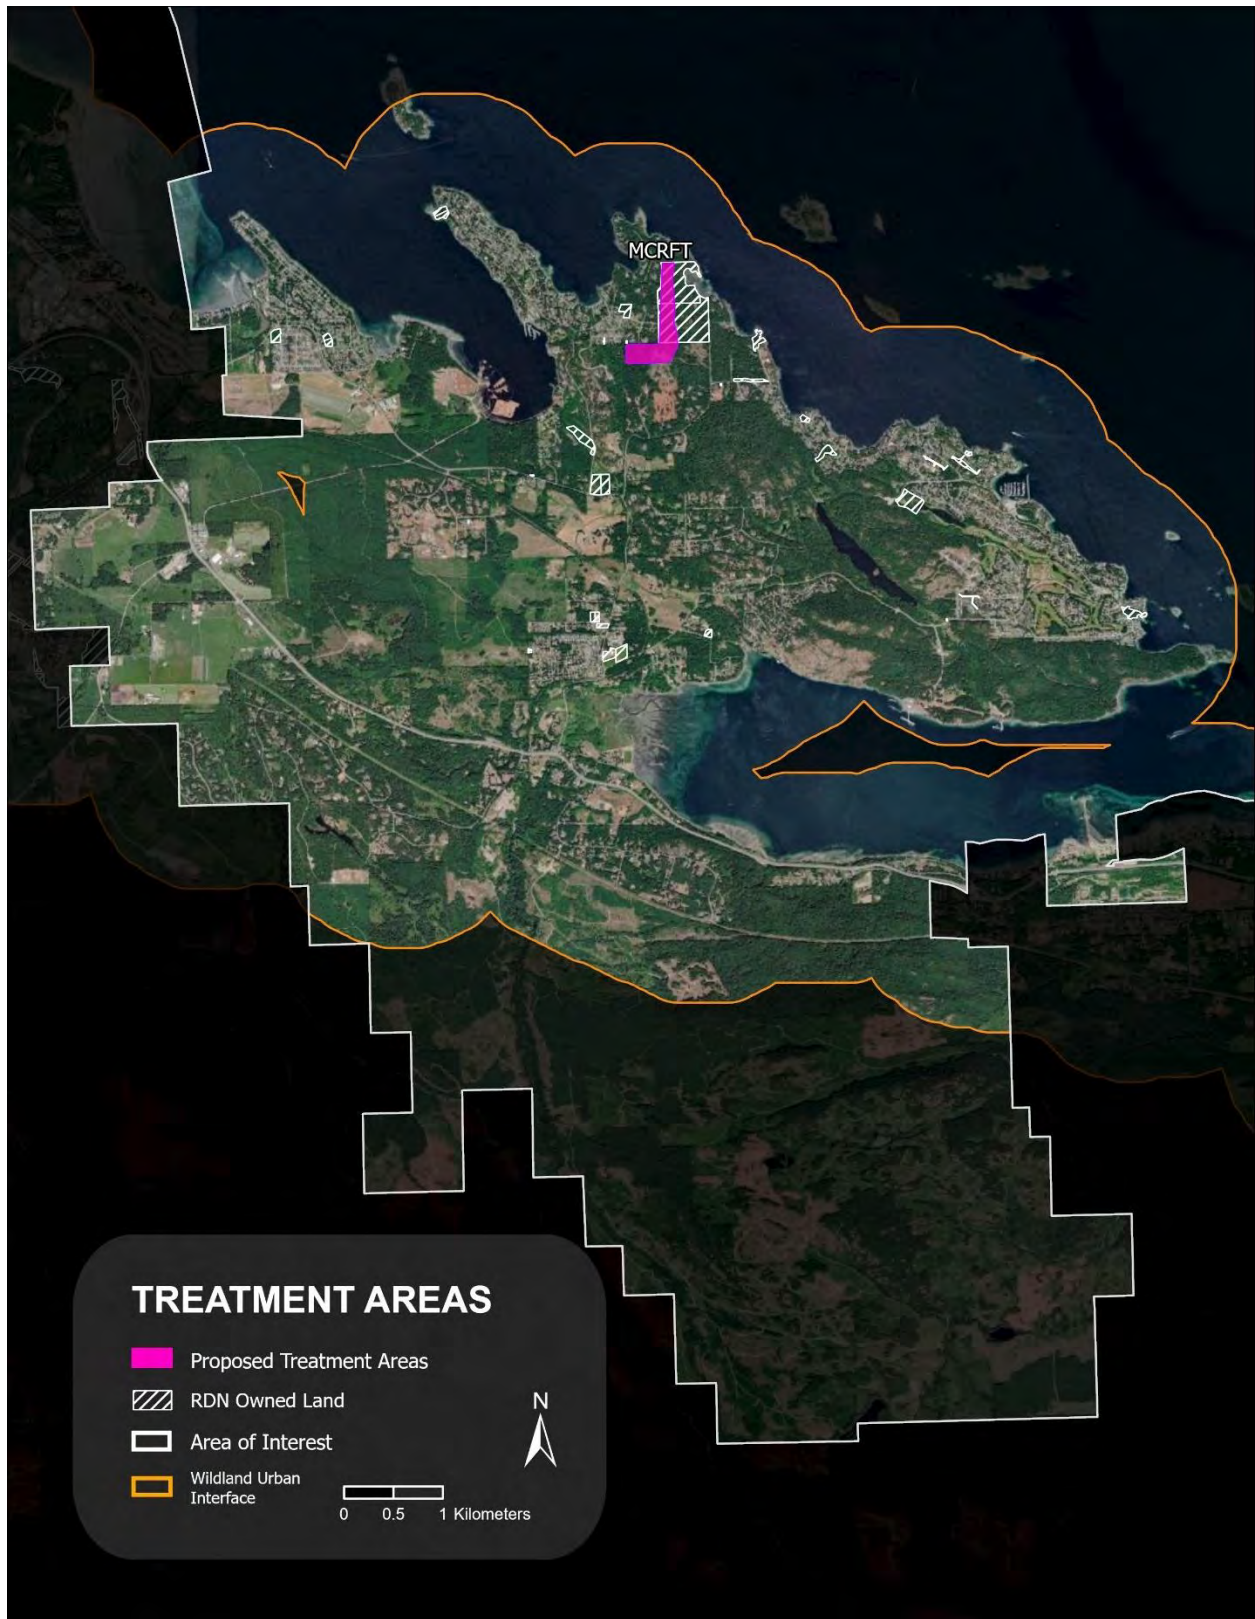 MCRFT
TREATMENT AREAS
Proposed Treatment Areas
RDN Owned Land
Area of Interest
Wildland Urban
Interface
N
0 0.5 1 Kilometers